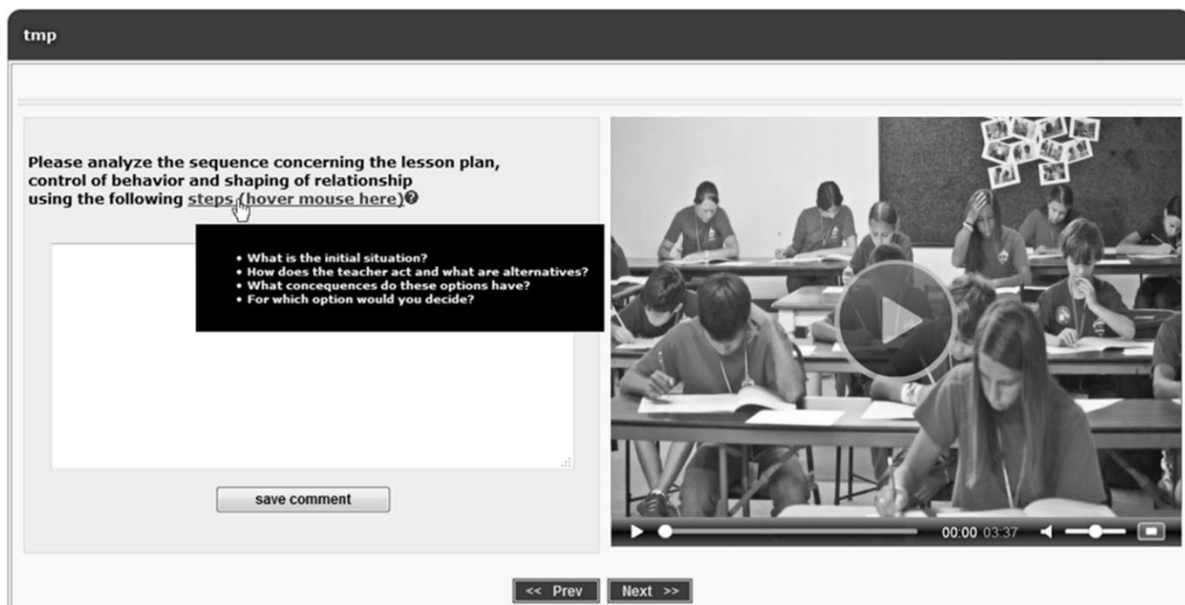 tmp
Please analyze the sequence concerning the lesson plan,
control of behavior and shaping of relationship
using the following steps (hover mouse here)?
• What is the initial situation?
• How does the teacher act and what are alternatives?
• What concequences do these options have?
• For which option would you decide?
save comment
00:00 03:37
<< Prev
Next >>